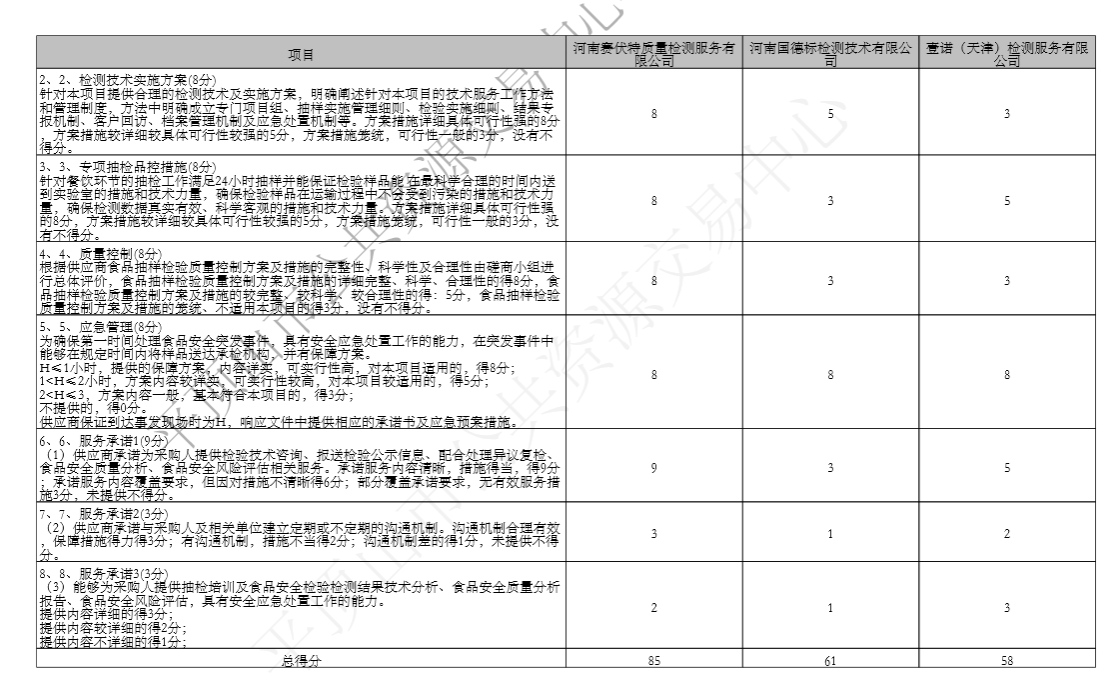 项目
河南赛伏特质量检测服务有
限公司
河南国德标检测技术有限公
司
壹诺（天津）检测服务有限
公司
2、2、检测技术实施方案(8分)
针对本项目提供合理的检测技术及实施方案，明确阐述针对本项目的技术服务工作方法
和管理制度，方法中明确成立专门项目组、抽样实施管理细则、检验实施细则、结果专
报机制、客户回访、档案管理机制及应急处置机制等。方案措施详细具体可行性强的8分
，方案措施较详细较具体可行性较强的5分，方案措施笼统，可行性一般的3分，没有不
得分。
8
5
3
3、3、专项抽检品控措施(8分)
针对餐饮环节的抽检工作满足24小时抽样并能保证检验样品能在最科学合理的时间内送
到实验室的措施和技术力量，确保检验样品在运输过程中不会受到污染的措施和技术力
量，确保检测数据真实有效、科学客观的措施和技术力量。方案措施详细具体可行性强
的8分，方案措施较详细较具体可行性较强的5分，方案措施笼统，可行性一般的3分，没
有不得分。
8
3
5
4、4、质量控制(8分)
根据供应商食品抽样检验质量控制方案及措施的完整性、科学性及合理性由磋商小组进
行总体评价，食品抽样检验质量控制方案及措施的详细完整、科学、合理性的得8分，食
品抽样检验质量控制方案及措施的较完整、较科学、较合理性的得：5分，食品抽样检验
质量控制方案及措施的笼统、不适用本项目的得3分，没有不得分。
8
3
3
5、5、应急管理(8分)
为确保第一时间处理食品安全突发事件，具有安全应急处置工作的能力，在突发事件中
能够在规定时间内将样品送达承检机构，并有保障方案。
H≤1小时，提供的保障方案，内容详实，可实行性高，对本项目适用的，得8分；
1<H≤2小时，方案内容较详实，可实行性较高，对本项目较适用的，得5分；
2<H≤3，方案内容一般，基本符合本项目的，得3分；
不提供的，得0分。
供应商保证到达事发现场时为H，响应文件中提供相应的承诺书及应急预案措施。
8
8
8
6、6、服务承诺1(9分)
（1）供应商承诺为采购人提供检验技术咨询、报送检验公示信息、配合处理异议复检、
食品安全质量分析、食品安全风险评估相关服务。承诺服务内容清晰，措施得当，得9分
；承诺服务内容覆盖要求，但因对措施不清晰得6分；部分覆盖承诺要求，无有效服务措
施3分，未提供不得分。
9
3
5
7、7、服务承诺2(3分)
（2）供应商承诺与采购人及相关单位建立定期或不定期的沟通机制。沟通机制合理有效
，保障措施得力得3分；有沟通机制，措施不当得2分；沟通机制差的得1分，未提供不得
分。
3
1
2
8、8、服务承诺3(3分)
（3）能够为采购人提供抽检培训及食品安全检验检测结果技术分析、食品安全质量分析
报告、食品安全风险评估，具有安全应急处置工作的能力。
提供内容详细的得3分；
提供内容较详细的得2分；
提供内容不详细的得1分；
2
1
3
总得分
85
61
58
平顶山市公共资源交易中心
平顶山市公共资源交易中心